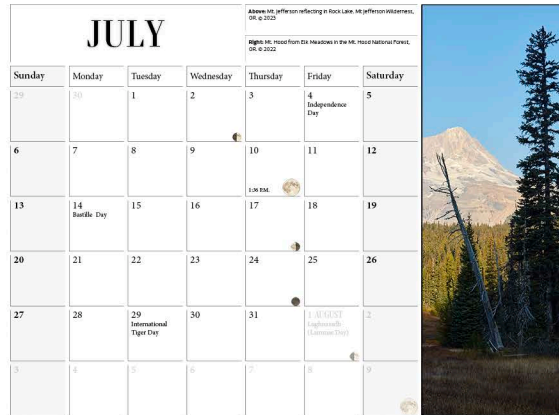 JULY
Above: Mt. Jefferson reflecting in Rock Lake. Mt Jefferson Wilderness,
OR. © 2023
Right: Mt. Hood from Elk Meadows in the Mt. Hood National Forest,
OR. © 2022
Sunday Monday Tuesday Wednesday Thursday Friday Saturday
29 30 1 2 3 4 5
Independence
Day
6 7 8 9 10 11 12
1:36 P.M.
13 14 15 16 17 18 19
Bastille Day
20 21 22 23 24 25 26
27 28 29 30 31 1 AUGUST 2
International
Tiger Day
Lughnasadh
(Lammas Day)
3 4 5 6 7 8 9